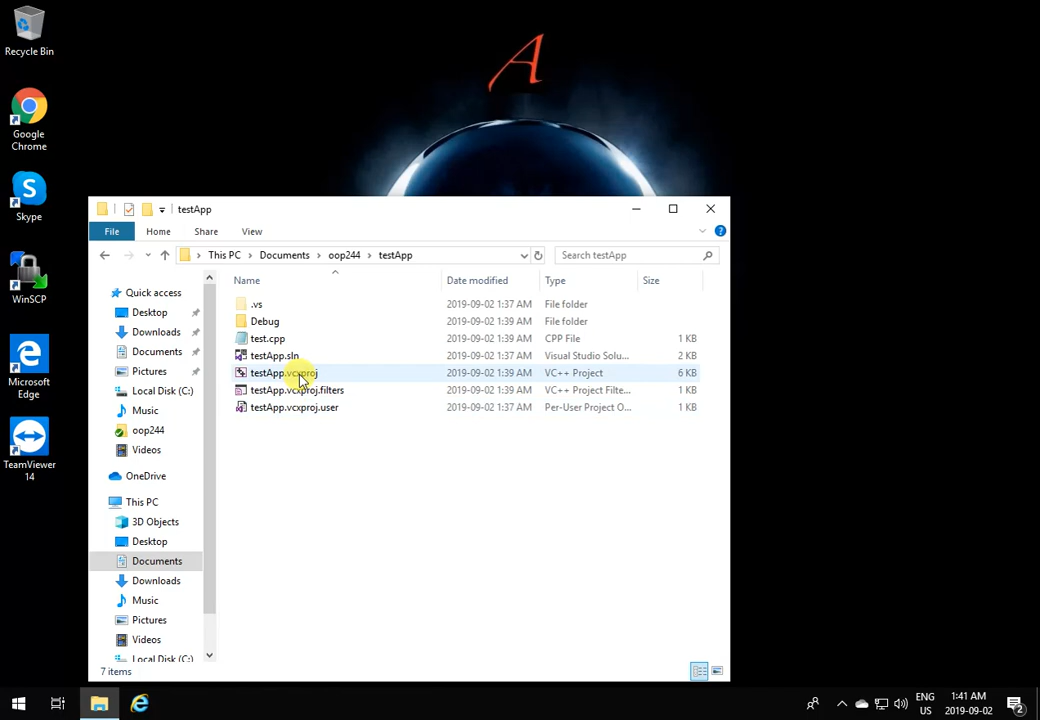 Recycle Bin
Google
Chrome
Skype
WinSCP
Microsoft
Edge
TeamViewer
14
A
testApp
File
Home
Share
View
This PC
Documents
oop244
testApp
Search testApp
Name
Date modified
Type
Size
.vs
2019-09-02 1:37 AM
File folder
Debug
2019-09-02 1:39 AM
File folder
test.cpp
2019-09-02 1:39 AM
CPP File
1 KB
testApp.sln
2019-09-02 1:37 AM
Visual Studio Solu...
2 KB
testApp.vcxproj
2019-09-02 1:39 AM
VC++ Project
6 KB
testApp.vcxproj.filters
2019-09-02 1:39 AM
VC++ Project Filte...
1 KB
testApp.vcxproj.user
2019-09-02 1:37 AM
Per-User Project O...
1 KB
Quick access
Desktop
Downloads
Documents
Pictures
Local Disk (C:)
Music
oop244
Videos
OneDrive
This PC
3D Objects
Desktop
Documents
Downloads
Music
Pictures
Videos
Local Disk (C:)
7 items
ENG
US
1:41 AM
2019-09-02
2